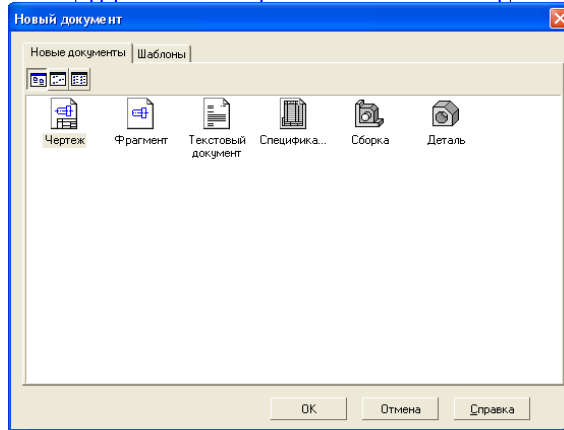 Новый документ
Новые документы Шаблоны
Чертеж Фрагмент Текстовый документ Специфика... Сборка Деталь
OK Отмена Справка